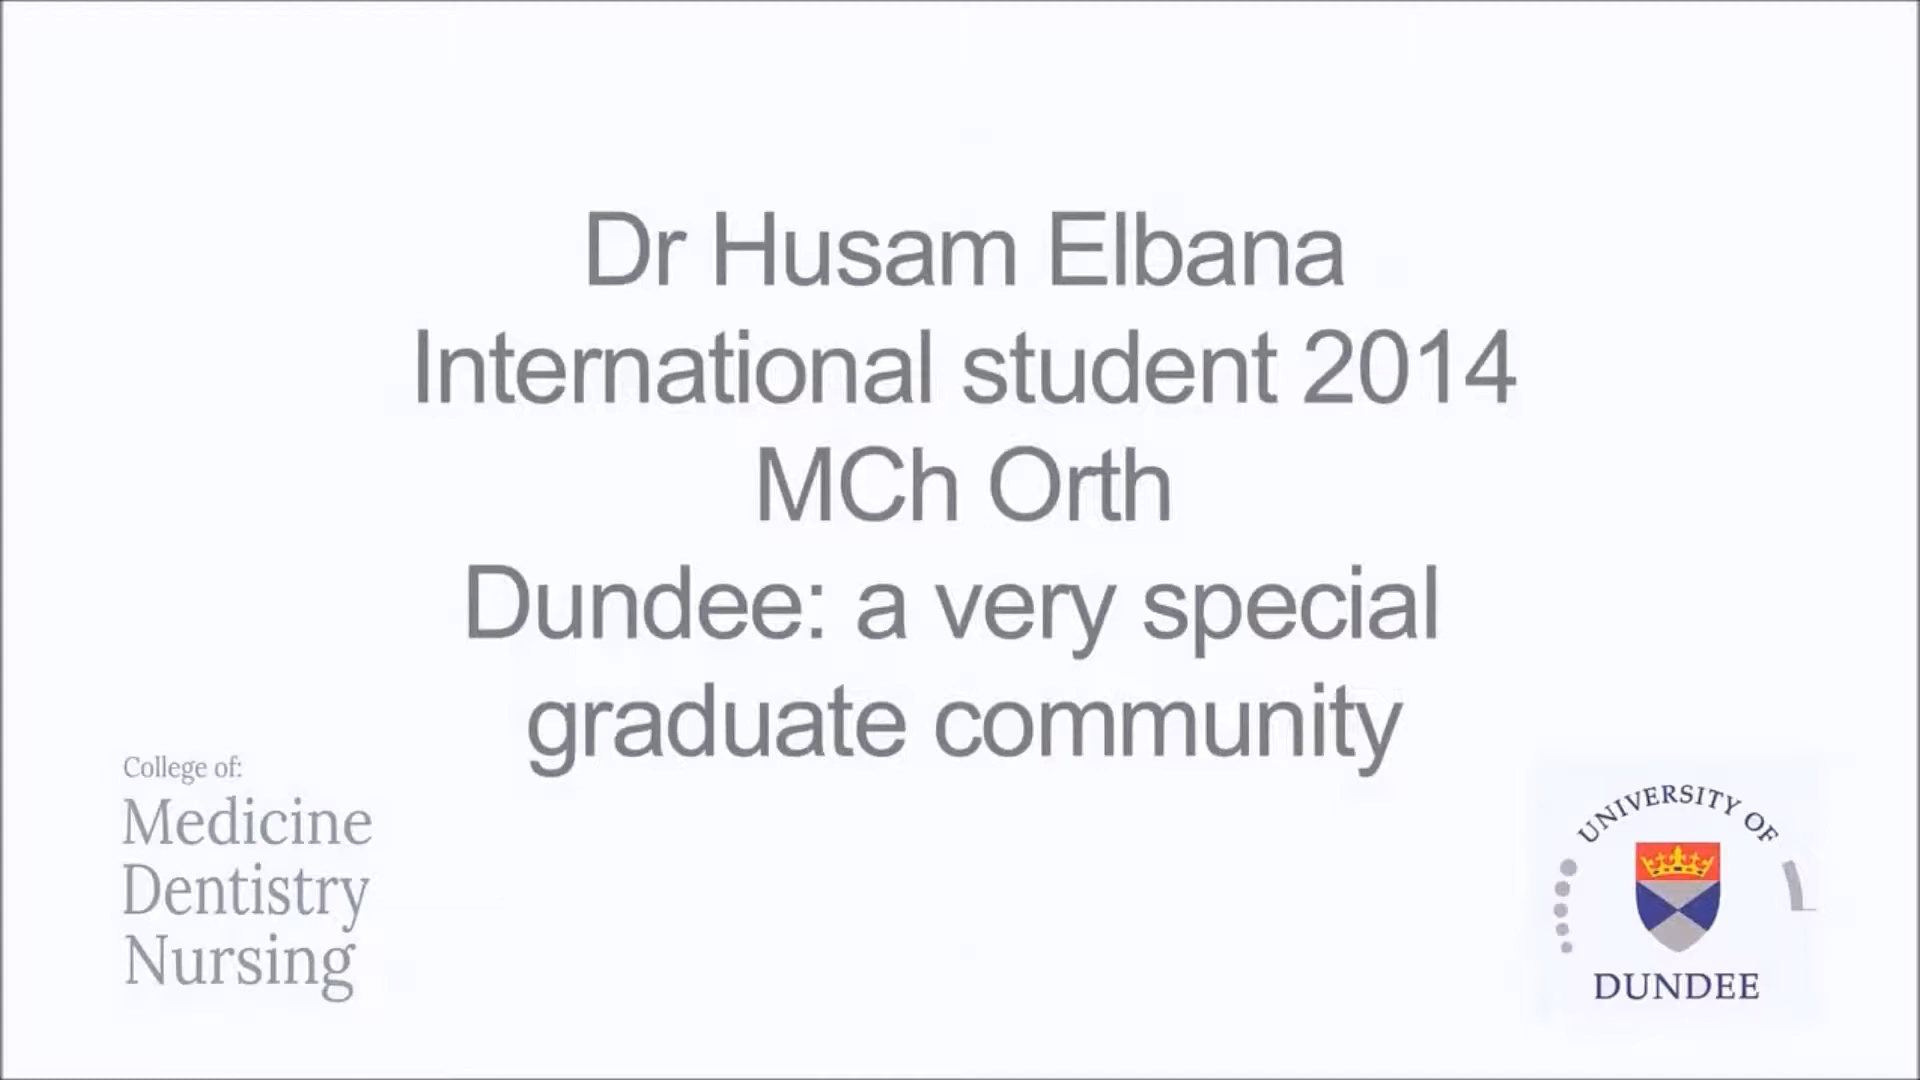 Dr Husam Elbana
International student 2014
MCh Orth
Dundee: a very special
graduate community
College of:
Medicine
Dentistry
Nursing
UNIVERSITY OF
DUNDEE